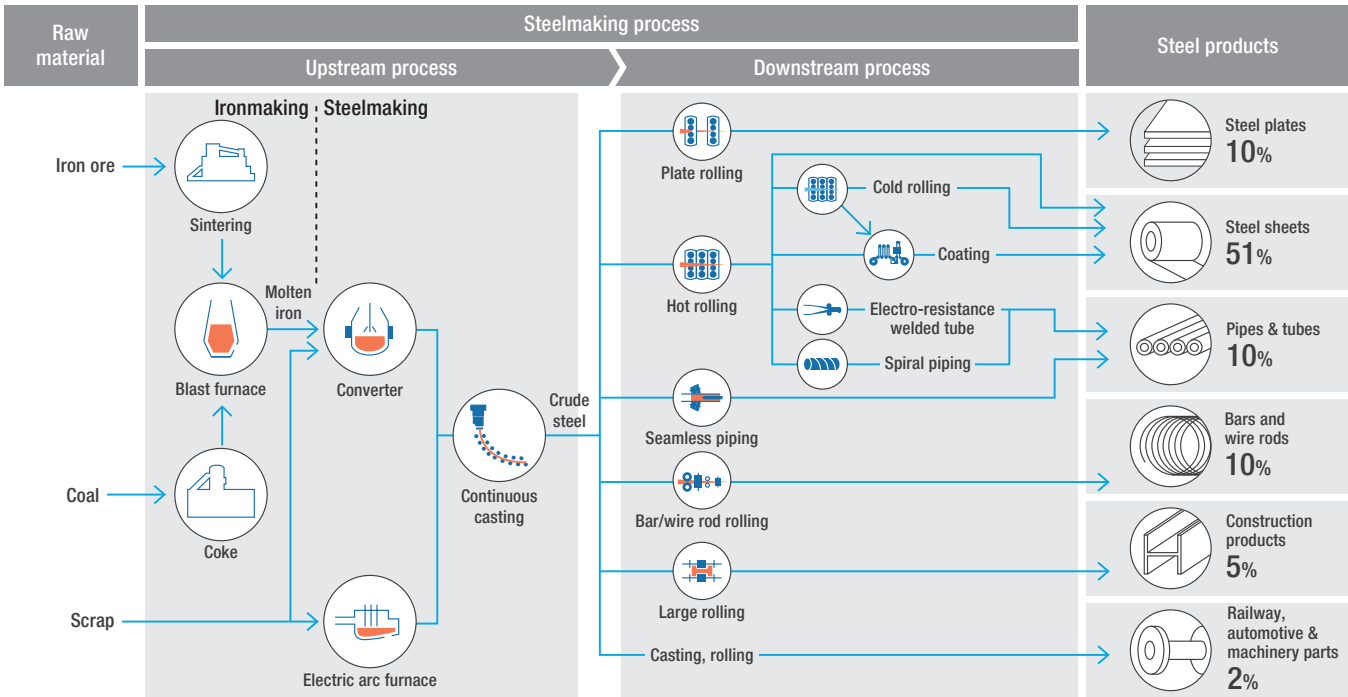 Raw
material
Steelmaking process
Steel products
Upstream process
Downstream process
Ironmaking
Steelmaking
Iron ore
Sintering
Molten
iron
Blast furnace
Converter
Coal
Coke
Scrap
Electric arc furnace
Continuous
casting
Crude
steel
Plate rolling
Hot rolling
Cold rolling
Coating
Electro-resistance
welded tube
Spiral piping
Seamless piping
Bar/wire rod rolling
Large rolling
Casting, rolling
Steel plates
10%
Steel sheets
51%
Pipes & tubes
10%
Bars and
wire rods
10%
Construction
products
5%
Railway,
automotive &
machinery parts
2%